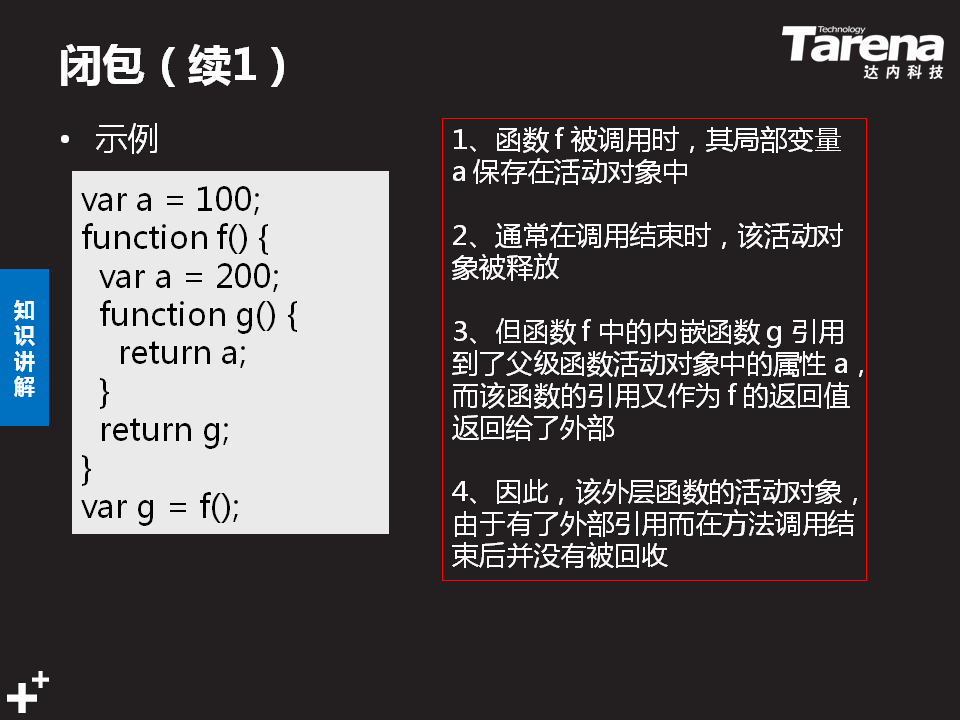 闭包（续1）
Technology
Tarena
达内科技
• 示例
var a = 100;
function f() {
  var a = 200;
  function g() {
    return a;
  }
  return g;
}
var g = f();
知
识
讲
解
1、函数 f 被调用时，其局部变量
a 保存在活动对象中
2、通常在调用结束时，该活动对
象被释放
3、但函数 f 中的内嵌函数 g 引用
到了父级函数活动对象中的属性 a，
而该函数的引用又作为 f 的返回值
返回给了外部
4、因此，该外层函数的活动对象，
由于有了外部引用而在方法调用结
束后并没有被回收